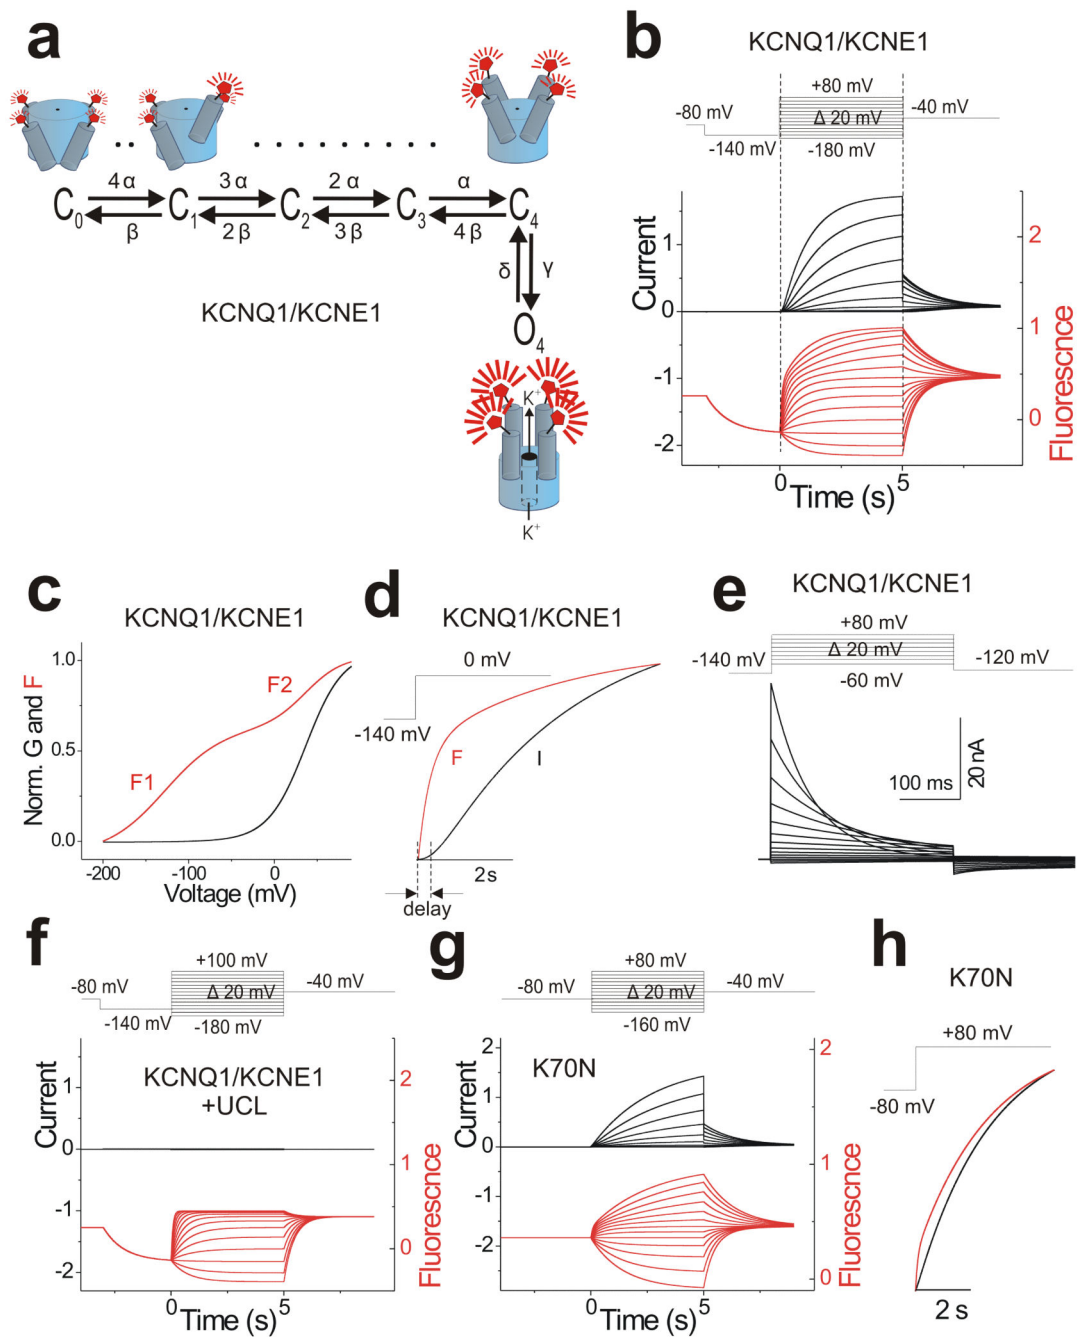 a
4α
3α
2α
α
C0
C1
C2
C3
C4
β
2β
3β
4β
δ
γ
KCNQ1/KCNE1
O4
K+
K+
b
KCNQ1/KCNE1
+80 mV
-80 mV
Δ 20 mV
-40 mV
-140 mV
-180 mV
Current
1
0
-1
-2
2
1
0
Fluorescnce
0
5
Time (s)
c
KCNQ1/KCNE1
Norm. G and F
1.0
0.5
0.0
F1
F2
-200
-100
0
Voltage (mV)
d
KCNQ1/KCNE1
0 mV
-140 mV
F
I
2s
delay
e
KCNQ1/KCNE1
+80 mV
-140 mV
Δ 20 mV
-120 mV
-60 mV
100 ms
20 nA
f
+100 mV
-80 mV
Δ 20 mV
-40 mV
-140 mV
-180 mV
KCNQ1/KCNE1
+UCL
Current
1
0
-1
-2
2
1
0
Fluorescnce
0
5
Time (s)
g
+80 mV
-80 mV
Δ 20 mV
-40 mV
-160 mV
K70N
Current
2
1
0
-1
-2
2
1
0
Fluorescnce
0
5
Time (s)
h
K70N
+80 mV
-80 mV
2 s